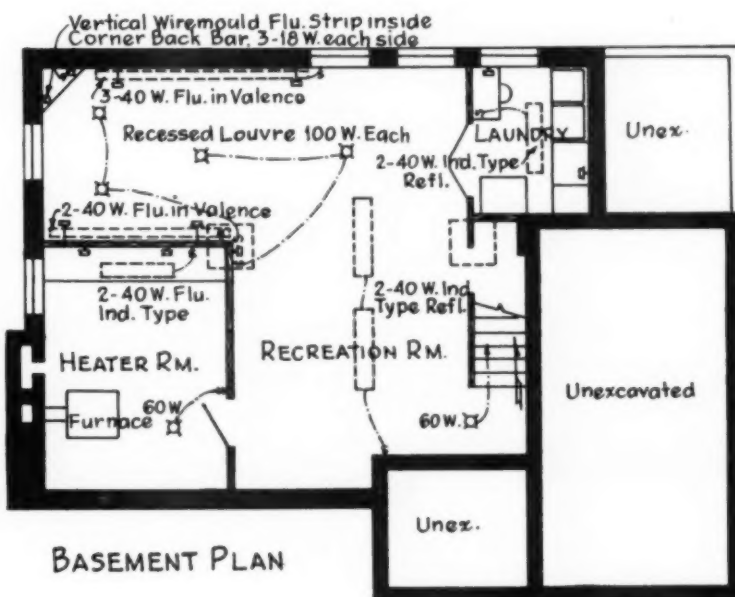 Vertical Wiremould Flu. Strip inside
Corner Back Bar. 3-18 W. each side
3-40 W. Flu. in Valence
Recessed Louvre 100 W. Each
LAUNDRY
Unex.
2-40 W. Ind. Type
Refl.
2-40 W. Flu. in Valence
2-40 W. Flu.
Ind. Type
2-40 W. Ind.
Type Refl.
HEATER RM.
RECREATION RM.
Unexcavated
60 W.
Furnace
60 W.
Unex.
BASEMENT PLAN